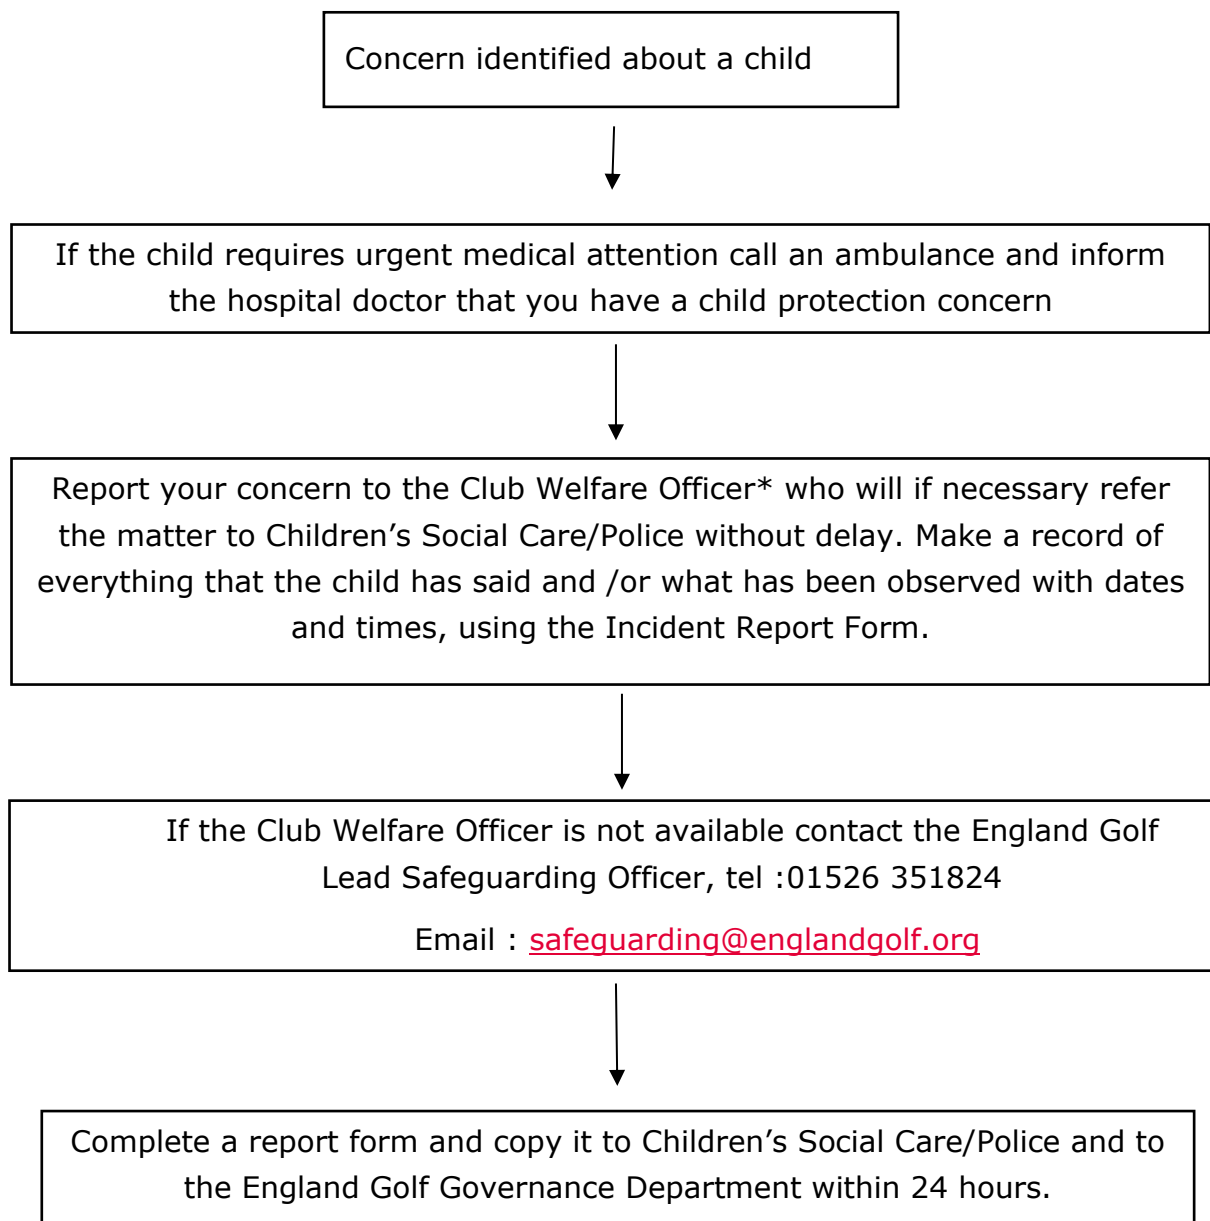 Concern identified about a child
If the child requires urgent medical attention call an ambulance and inform
the hospital doctor that you have a child protection concern
Report your concern to the Club Welfare Officer* who will if necessary refer
the matter to Children’s Social Care/Police without delay. Make a record of
everything that the child has said and /or what has been observed with dates
and times, using the Incident Report Form.
If the Club Welfare Officer is not available contact the England Golf
Lead Safeguarding Officer, tel :01526 351824
Email : safeguarding@englandgolf.org
Complete a report form and copy it to Children’s Social Care/Police and to
the England Golf Governance Department within 24 hours.